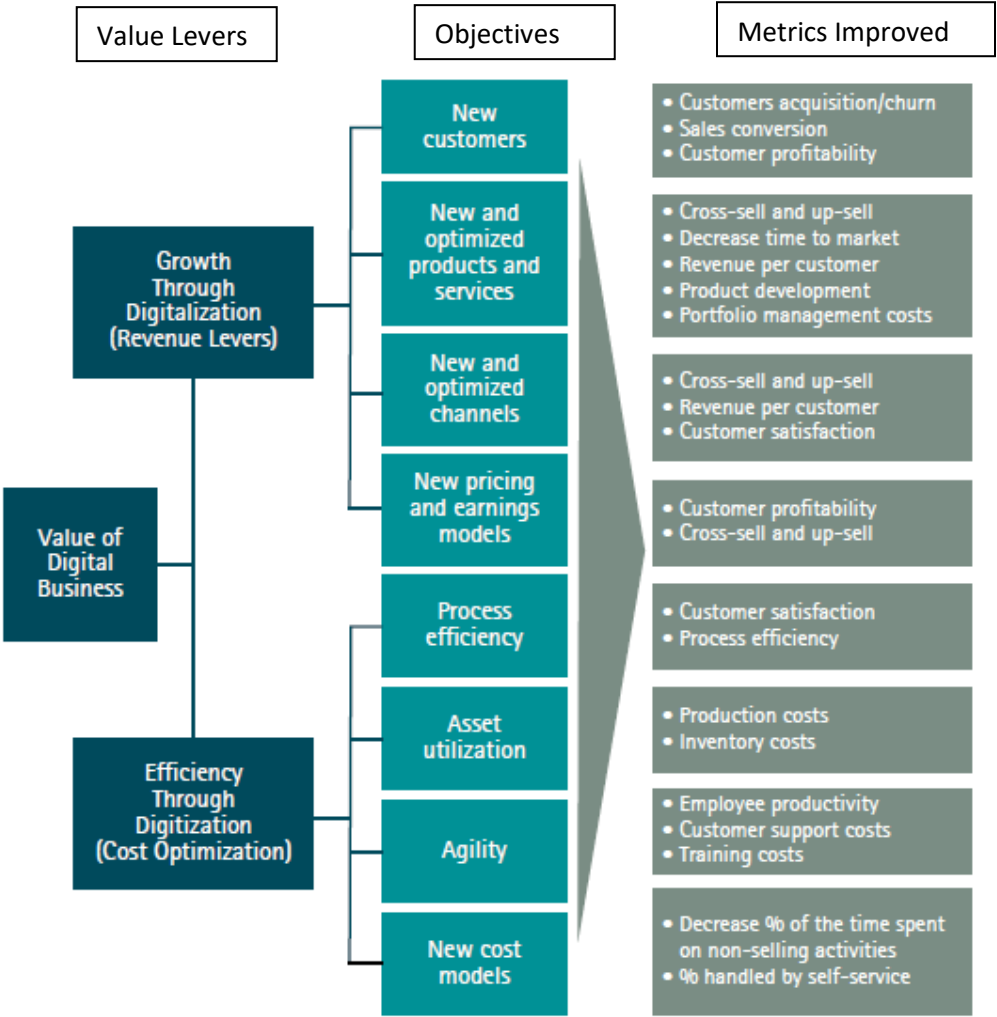 Value Levers
Objectives
Metrics Improved
New
customers
• Customers acquisition/churn
• Sales conversion
• Customer profitability
Growth
Through
Digitalization
(Revenue Levers)
New and
optimized
products and
services
• Cross-sell and up-sell
• Decrease time to market
• Revenue per customer
• Product development
• Portfolio management costs
New and
optimized
channels
• Cross-sell and up-sell
• Revenue per customer
• Customer satisfaction
New pricing
and earnings
models
• Customer profitability
• Cross-sell and up-sell
Value of
Digital
Business
Process
efficiency
• Customer satisfaction
• Process efficiency
Asset
utilization
• Production costs
• Inventory costs
Efficiency
Through
Digitization
(Cost Optimization)
Agility
• Employee productivity
• Customer support costs
• Training costs
New cost
models
• Decrease % of the time spent
on non-selling activities
• % handled by self-service